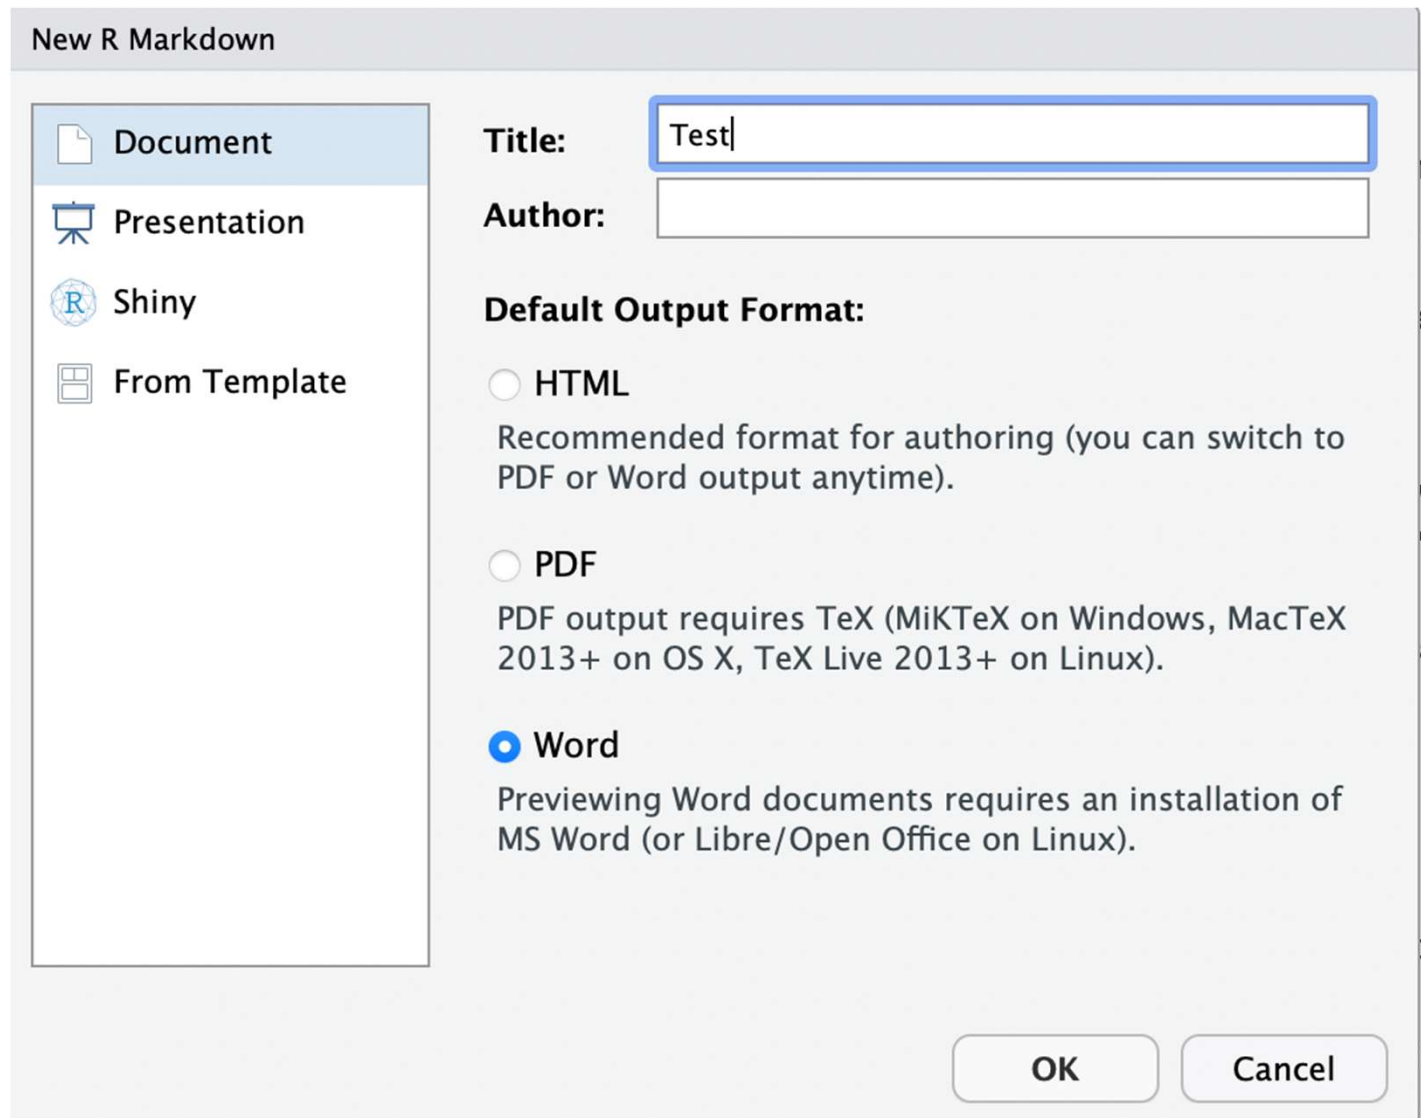 New R Markdown
Document
Presentation
Shiny
From Template
Title:
Test
Author:
Default Output Format:
HTML
Recommended format for authoring (you can switch to
PDF or Word output anytime).
PDF
PDF output requires TeX (MiKTeX on Windows, MacTeX
2013+ on OS X, TeX Live 2013+ on Linux).
Word
Previewing Word documents requires an installation of
MS Word (or Libre/Open Office on Linux).
OK
Cancel